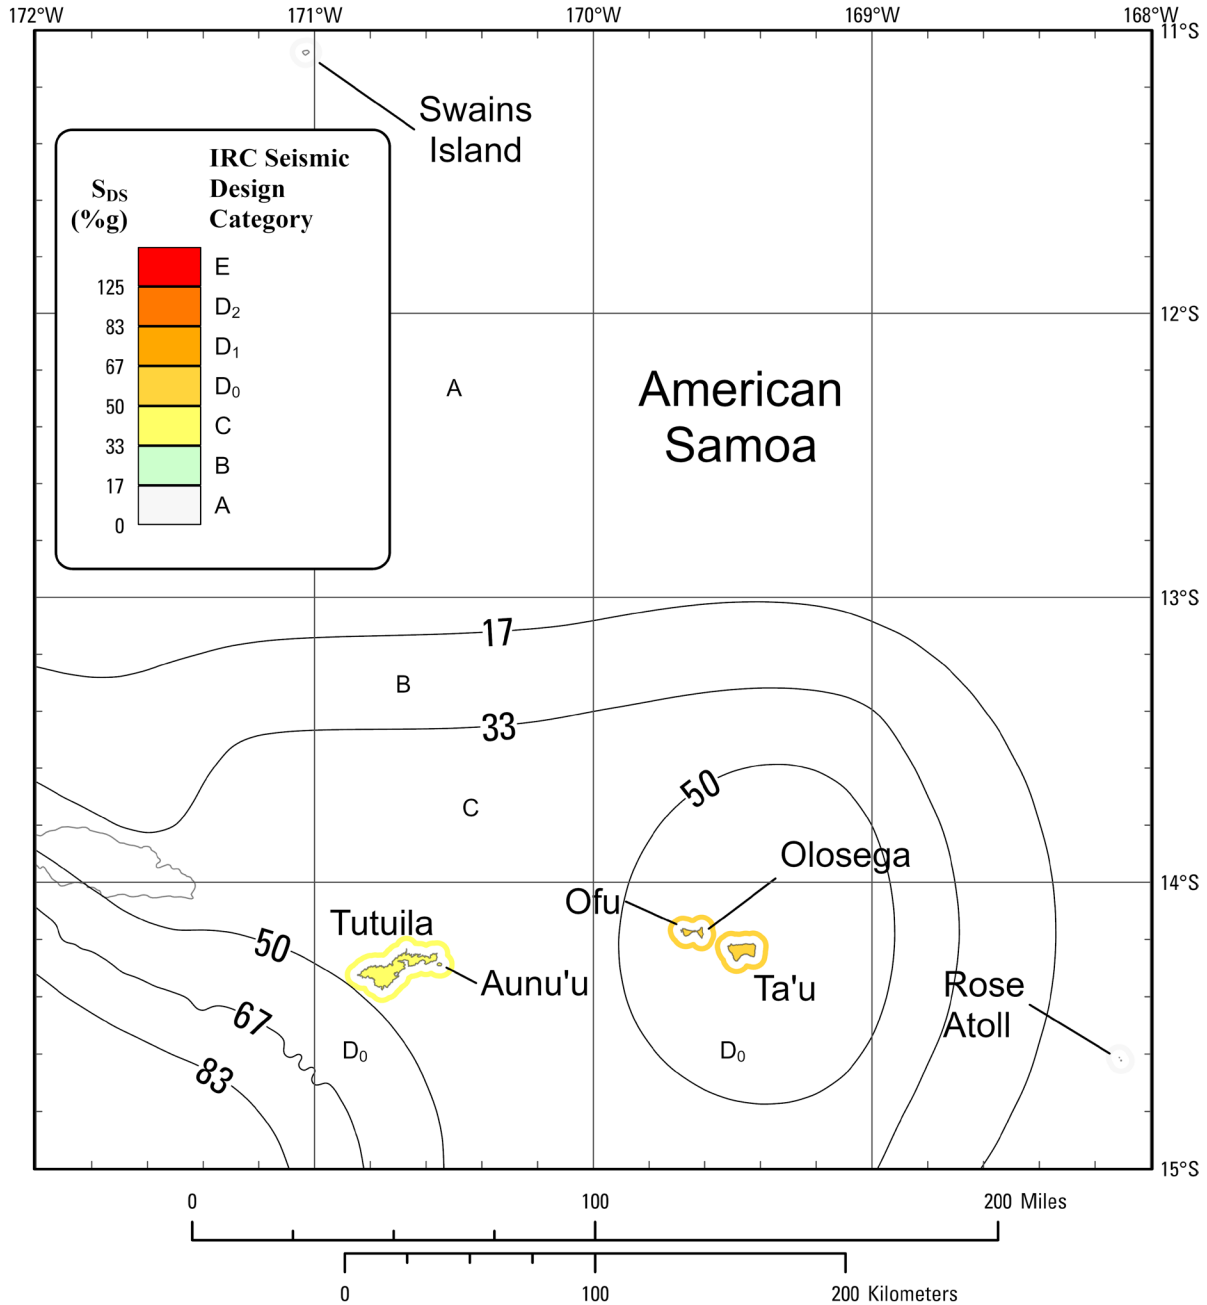 172°W 171°W 170°W 169°W 168°W
11°S
Swains
Island
IRC Seismic
Design
Category
SDS
(%g)
E
125
D2
83
D1
67
D0
50
C
33
B
17
A
0
12°S
A
American
Samoa
13°S
17
B
33
50
C
Olosega
14°S
Ofu
Tutuila
50
Aunu'u
Ta'u
Rose
Atoll
67
D0
D0
83
15°S
0 100 200 Miles
0 100 200 Kilometers